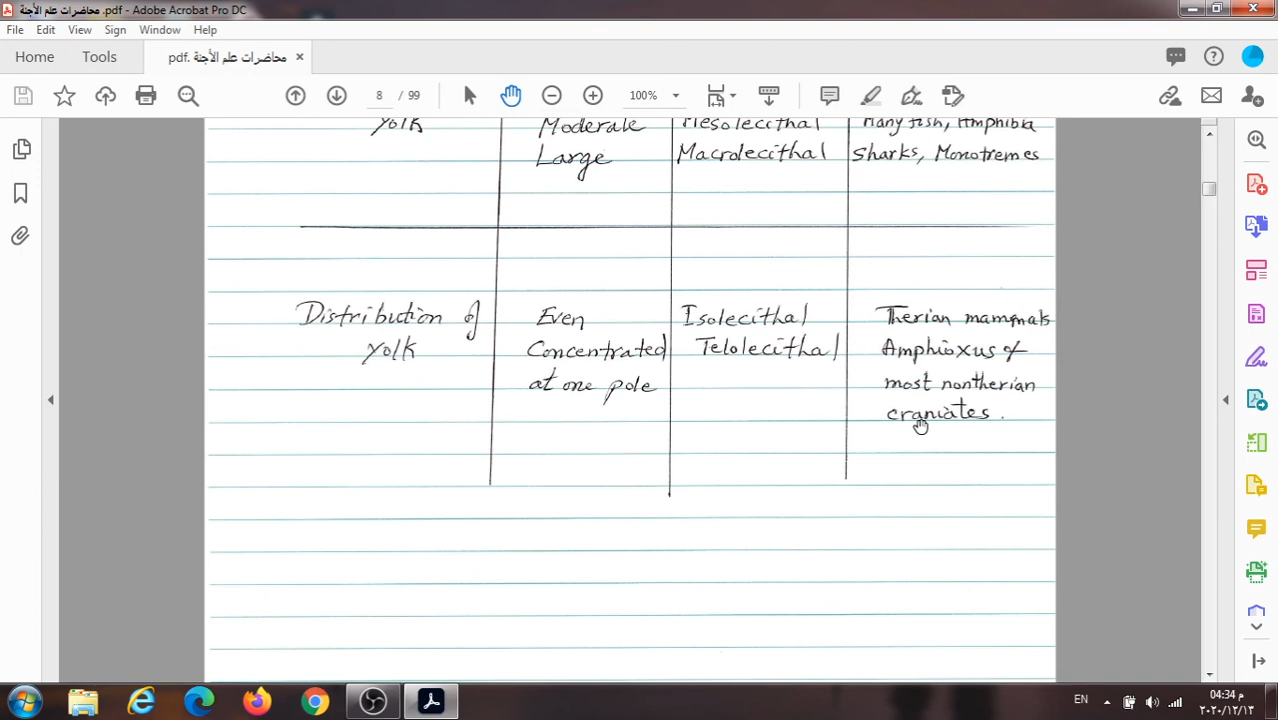 محاضرات علم الأجنة .pdf - Adobe Acrobat Pro DC
File Edit View Sign Window Help
Home Tools محاضرات علم الأجنة .pdf ×
8 / 99 100%
Yolk Moderate Mesolecithal Many fish, Amphibia
Large Macrolecithal Sharks, Monotremes
Distribution of Even Isolecithal Therian mammals
Yolk Concentrated Telolecithal Amphioxus &
at one pole most nontherian
craniates.
EN 04:34 م
٢٠٢٠/١٢/١٣